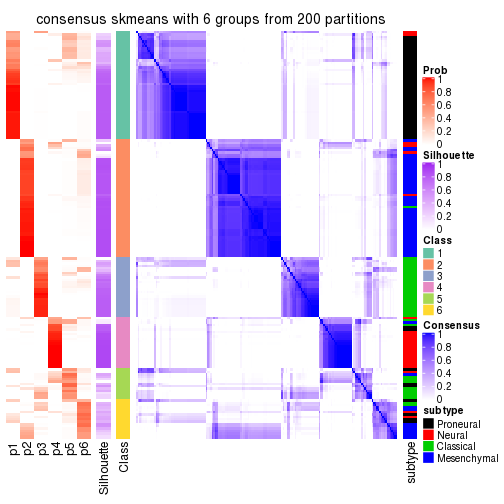 consensus skmeans with 6 groups from 200 partitions
Prob
1
0.8
0.6
0.4
0.2
0
Silhouette
1
0.8
0.6
0.4
0.2
0
Class
1
2
3
4
5
6
Consensus
1
0.8
0.6
0.4
0.2
0
subtype
Proneural
Neural
Classical
Mesenchymal
p1
p2
p3
p4
p5
p6
Silhouette
Class
subtype